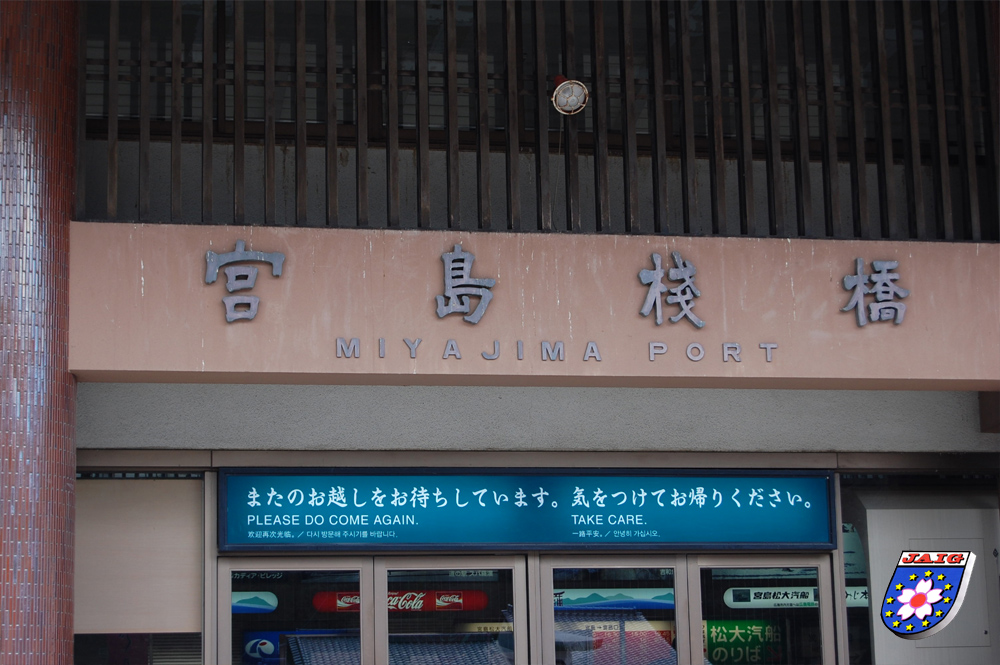 宮島棧橋
MIYAJIMA PORT
またのお越しをお待ちしています。 気をつけてお帰りください。
PLEASE DO COME AGAIN. TAKE CARE.
欢迎再次光临。／다시 방문해 주시기를 바랍니다. 一路平安。／안녕히 가십시오.
JAIG
Coca-Cola
宮島松大汽船
松大汽船
のりば